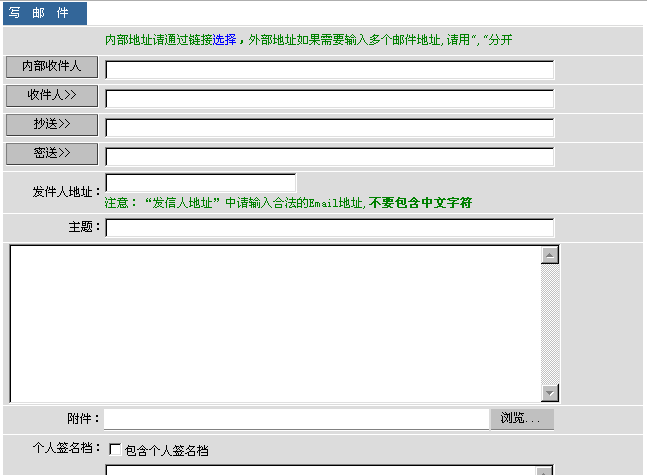 写 邮 件
内部地址请通过链接选择，外部地址如果需要输入多个邮件地址,请用“,“分开
内部收件人
收件人>>
抄送>>
密送>>
发件人地址：
注意：“发信人地址”中请输入合法的Email地址,不要包含中文字符
主题：
附件： 浏览...
个人签名档： 包含个人签名档